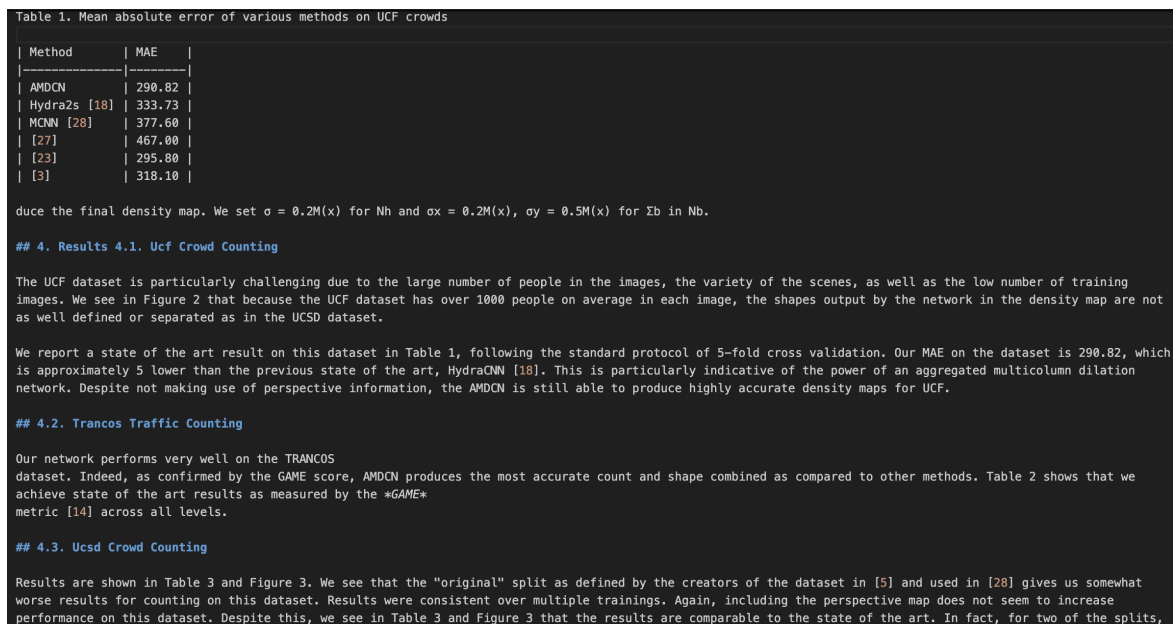 Table 1. Mean absolute error of various methods on UCF crowds
| Method        | MAE    |
|---------------|--------|
| AMDCN         | 290.82 |
| Hydra2s [18]  | 333.73 |
| MCNN [28]     | 377.60 |
| [27]          | 467.00 |
| [23]          | 295.80 |
| [3]           | 318.10 |
duce the final density map. We set σ = 0.2M(x) for Nh and σx = 0.2M(x), σy = 0.5M(x) for Σb in Nb.
## 4. Results 4.1. Ucf Crowd Counting
The UCF dataset is particularly challenging due to the large number of people in the images, the variety of the scenes, as well as the low number of training
images. We see in Figure 2 that because the UCF dataset has over 1000 people on average in each image, the shapes output by the network in the density map are not
as well defined or separated as in the UCSD dataset.
We report a state of the art result on this dataset in Table 1, following the standard protocol of 5-fold cross validation. Our MAE on the dataset is 290.82, which
is approximately 5 lower than the previous state of the art, HydraCNN [18]. This is particularly indicative of the power of an aggregated multicolumn dilation
network. Despite not making use of perspective information, the AMDCN is still able to produce highly accurate density maps for UCF.
## 4.2. Trancos Traffic Counting
Our network performs very well on the TRANCOS
dataset. Indeed, as confirmed by the GAME score, AMDCN produces the most accurate count and shape combined as compared to other methods. Table 2 shows that we
achieve state of the art results as measured by the *GAME*
metric [14] across all levels.
## 4.3. Ucsd Crowd Counting
Results are shown in Table 3 and Figure 3. We see that the "original" split as defined by the creators of the dataset in [5] and used in [28] gives us somewhat
worse results for counting on this dataset. Results were consistent over multiple trainings. Again, including the perspective map does not seem to increase
performance on this dataset. Despite this, we see in Table 3 and Figure 3 that the results are comparable to the state of the art. In fact, for two of the splits,